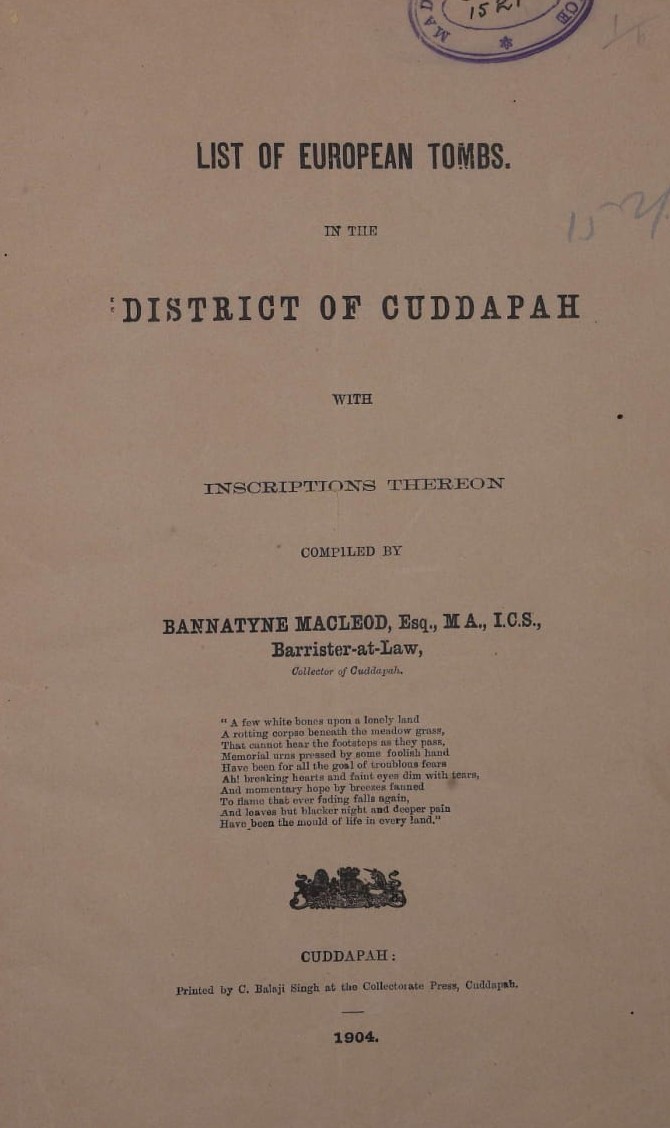 MAD
1521
CE
LIST OF EUROPEAN TOMBS.
IN THE
DISTRICT OF CUDDAPAH
WITH
INSCRIPTIONS THEREON
COMPILED BY
BANNATYNE MACLEOD, Esq., M A., I.C.S.,
Barrister-at-Law,
Collector of Cuddapah.
" A few white bones upon a lonely land
A rotting corpse beneath the meadow grass,
That cannot hear the footsteps as they pass,
Memorial urns pressed by some foolish hand
Have been for all the goal of troublous fears
Ah! breaking hearts and faint eyes dim with tears,
And momentary hope by breezes fanned
To flame that ever fading falls again,
And leaves but blacker night and deeper pain
Have been the mould of life in every land."
CUDDAPAH:
Printed by C. Balaji Singh at the Collectorate Press, Cuddapah.
1904.